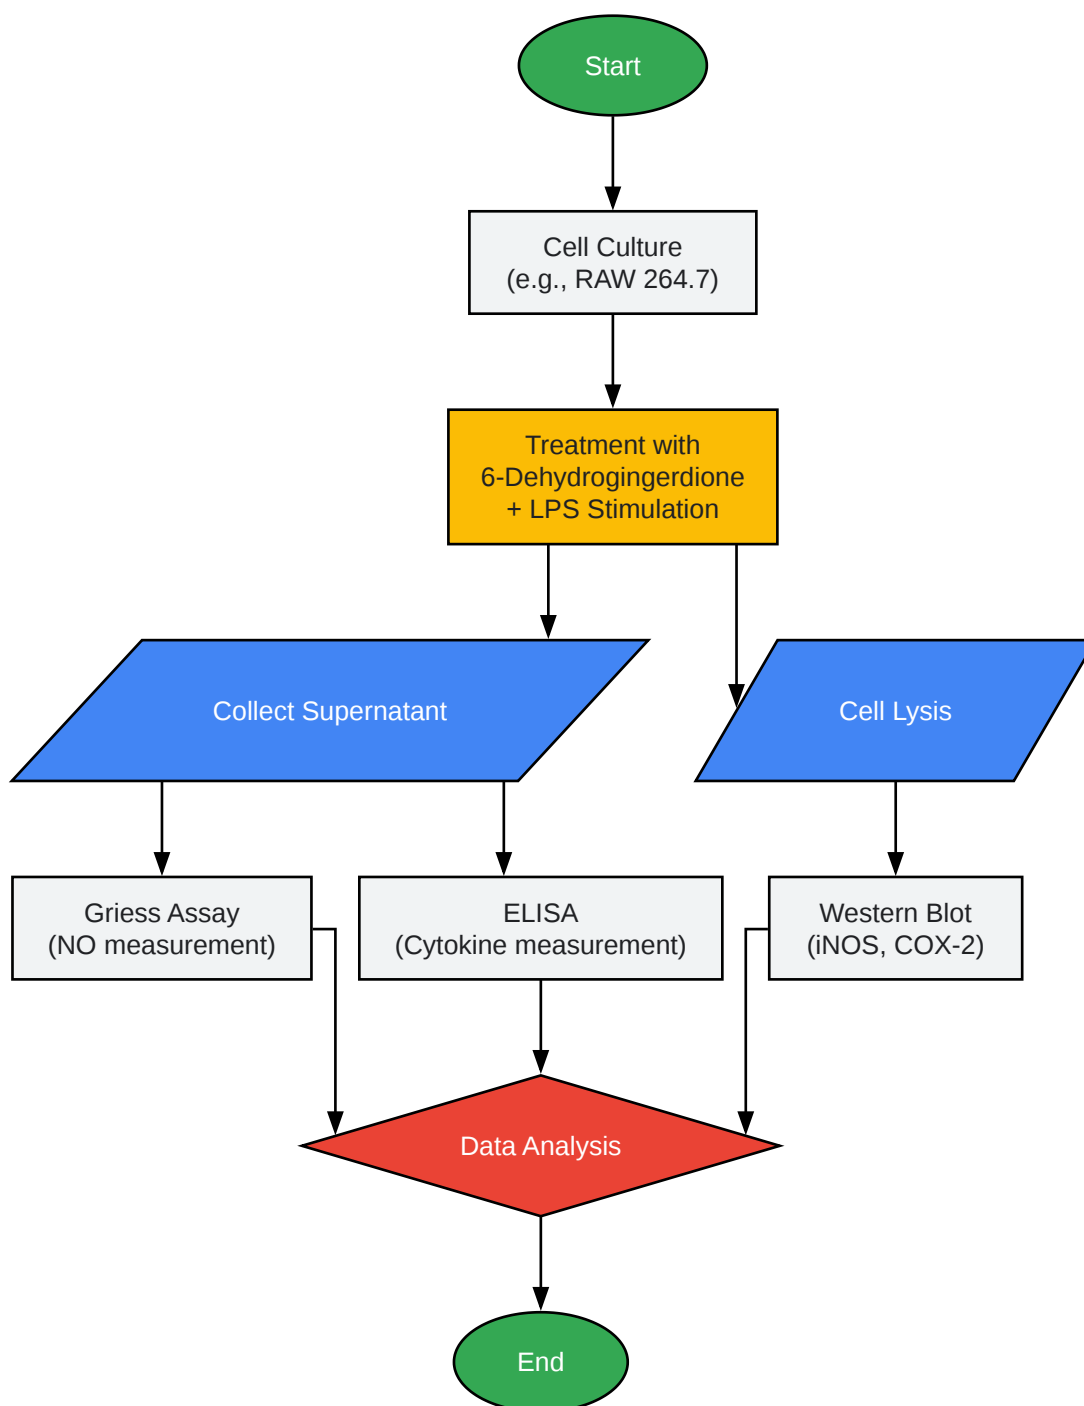 Start
Cell Culture
(e.g., RAW 264.7)
Treatment with
6-Dehydrogingerdione
+ LPS Stimulation
Collect Supernatant
Cell Lysis
Griess Assay
(NO measurement)
ELISA
(Cytokine measurement)
Western Blot
(iNOS, COX-2)
Data Analysis
End